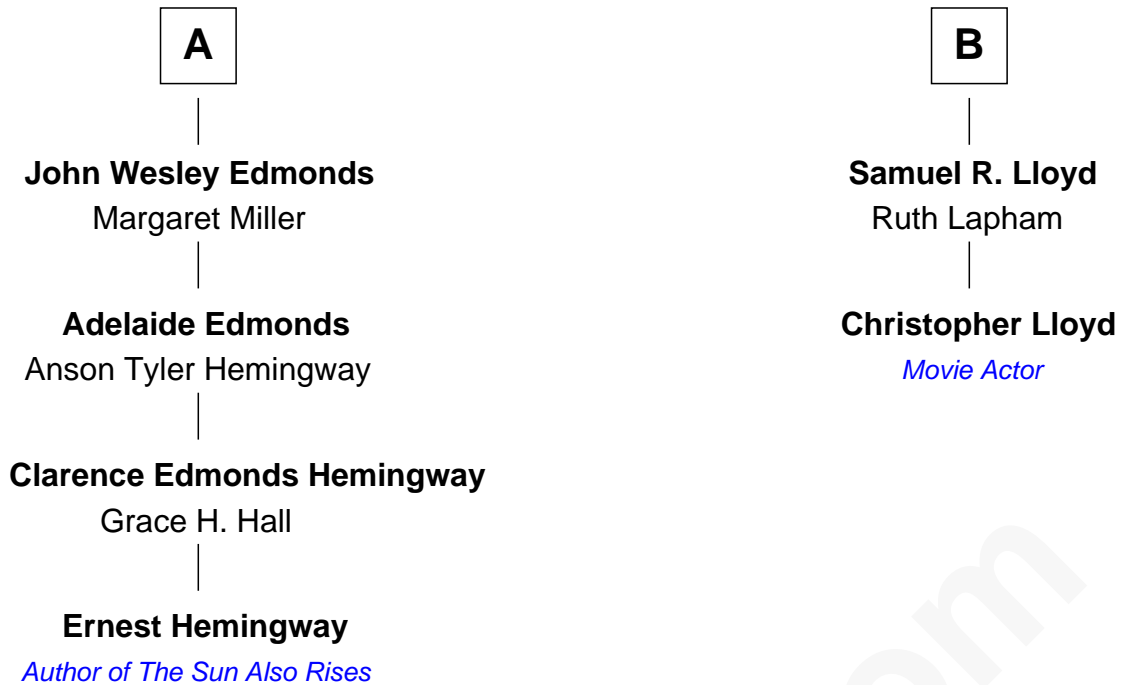 A
John Wesley Edmonds
Margaret Miller
Adelaide Edmonds
Anson Tyler Hemingway
Clarence Edmonds Hemingway
Grace H. Hall
Ernest Hemingway
Author of The Sun Also Rises
B
Samuel R. Lloyd
Ruth Lapham
Christopher Lloyd
Movie Actor
om